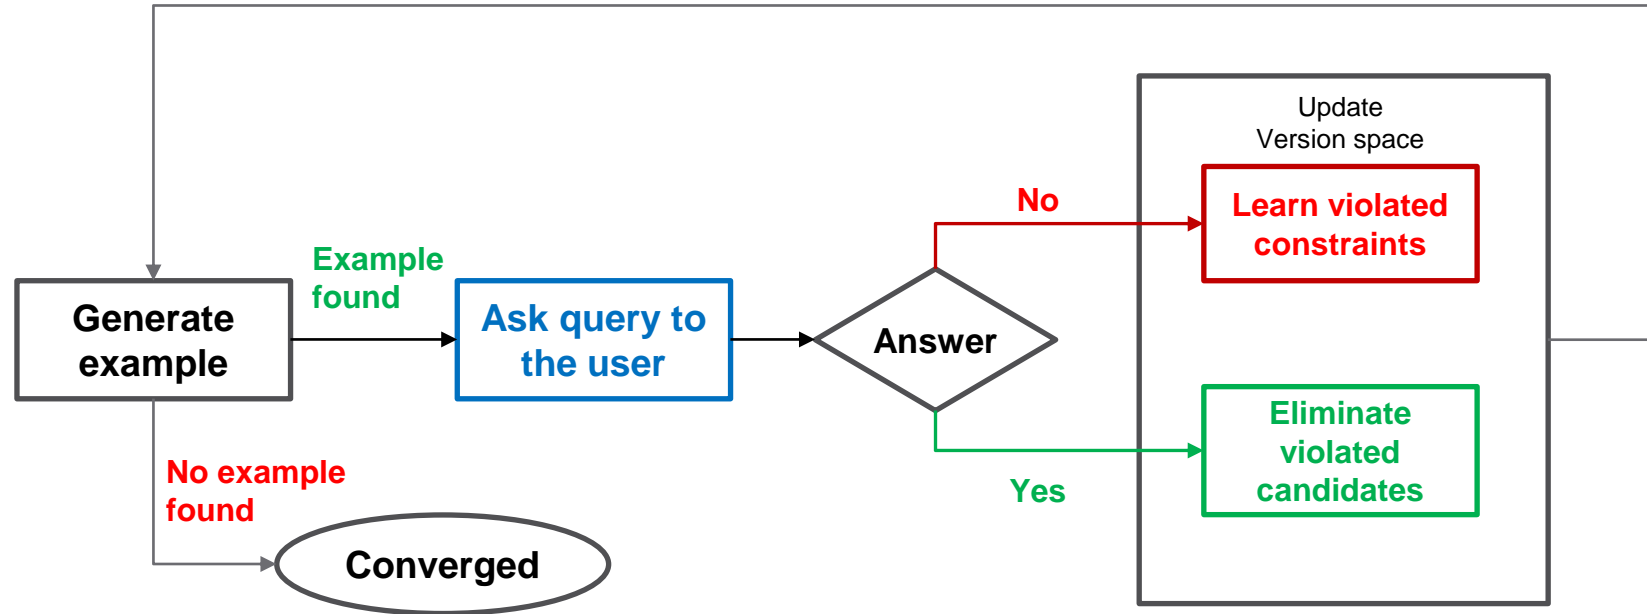 Update
Version space
No
Learn violated
constraints
Example
found
Generate
example
Ask query to
the user
Answer
Eliminate
violated
candidates
No example
found
Yes
Converged